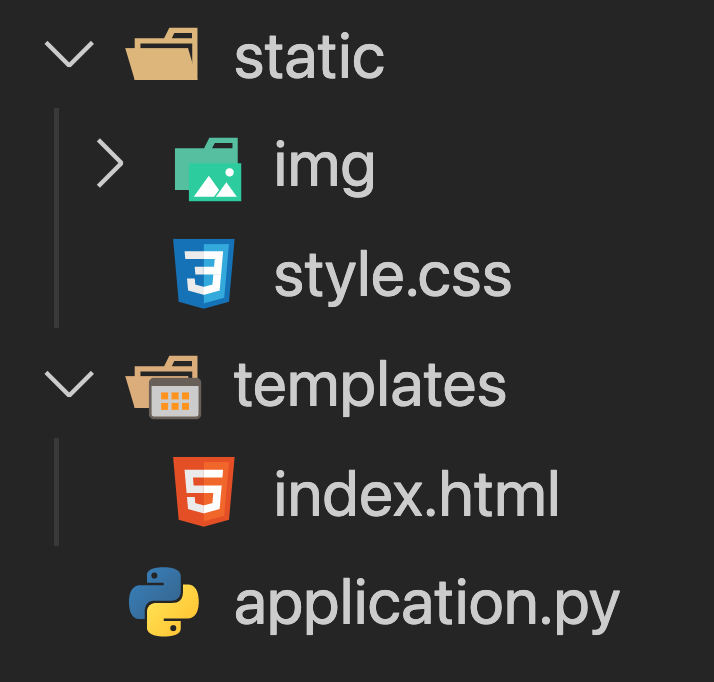 static
img
style.css
templates
index.html
application.py